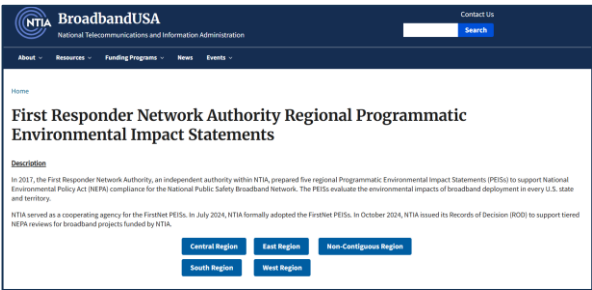 NTIA
BroadbandUSA
National Telecommunications and Information Administration
Contact Us
Search
About Resources Funding Programs News Events
Home
First Responder Network Authority Regional Programmatic
Environmental Impact Statements
Description
In 2017, the First Responder Network Authority, an independent authority within NTIA, prepared five regional Programmatic Environmental Impact Statements (PEISs) to support National
Environmental Policy Act (NEPA) compliance for the National Public Safety Broadband Network. The PEISs evaluate the environmental impacts of broadband deployment in every U.S. state
and territory.
NTIA served as a cooperating agency for the FirstNet PEISs. In July 2024, NTIA formally adopted the FirstNet PEISs. In October 2024, NTIA issued its Records of Decision (ROD) to support tiered
NEPA reviews for broadband projects funded by NTIA.
Central Region East Region Non-Contiguous Region
South Region West Region